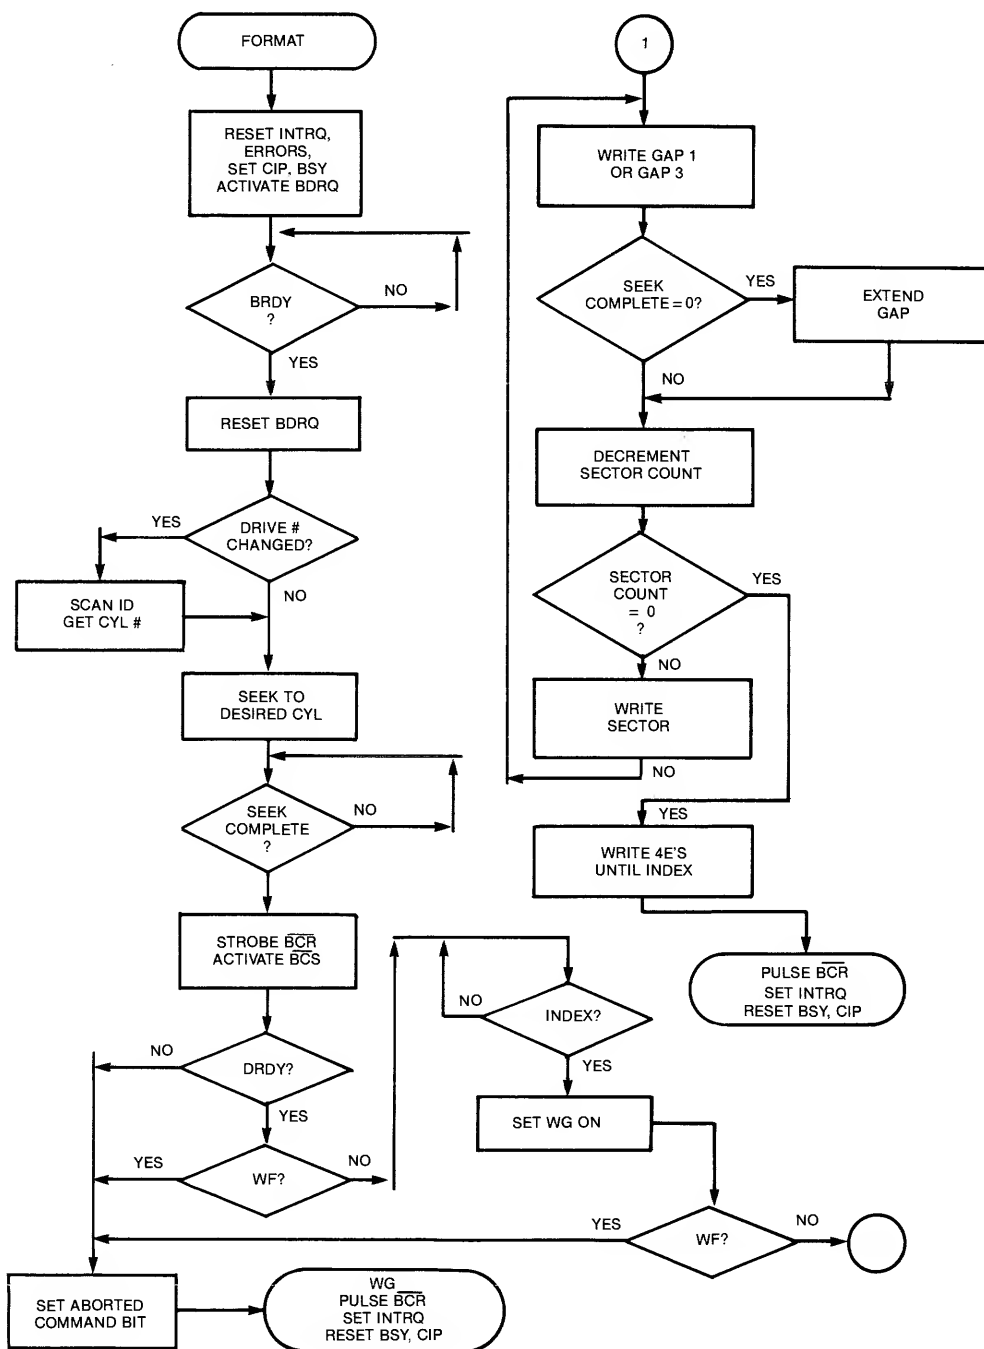 FORMAT
RESET INTRQ,
ERRORS,
SET CIP, BSY
ACTIVATE BDRQ
BRDY
?
NO
YES
RESET BDRQ
DRIVE #
CHANGED?
YES
NO
SCAN ID
GET CYL #
SEEK TO
DESIRED CYL
SEEK
COMPLETE
?
NO
STROBE B̅C̅R̅
ACTIVATE B̅C̅S̅
DRDY?
NO
YES
WF?
YES
NO
SET ABORTED
COMMAND BIT
WG
PULSE B̅C̅R̅
SET INTRQ
RESET BSY, CIP
INDEX?
NO
YES
SET WG ON
WF?
YES
NO
1
WRITE GAP 1
OR GAP 3
SEEK
COMPLETE = 0?
YES
NO
EXTEND
GAP
DECREMENT
SECTOR COUNT
SECTOR
COUNT
= 0
?
YES
NO
WRITE
SECTOR
NO
YES
WRITE 4E'S
UNTIL INDEX
PULSE B̅C̅R̅
SET INTRQ
RESET BSY, CIP